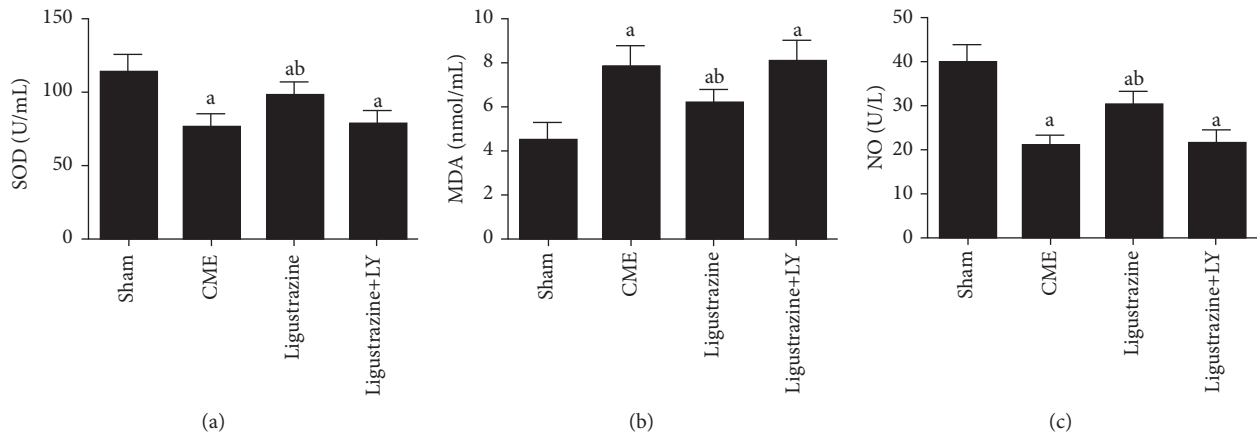 150
100
50
0
SOD (U/mL)
a
ab
a
Sham
CME
Ligustrazine
Ligustrazine+LY
(a)
10
8
6
4
2
0
MDA (nmol/mL)
a
ab
a
Sham
CME
Ligustrazine
Ligustrazine+LY
(b)
50
40
30
20
10
0
NO (U/L)
a
ab
a
Sham
CME
Ligustrazine
Ligustrazine+LY
(c)